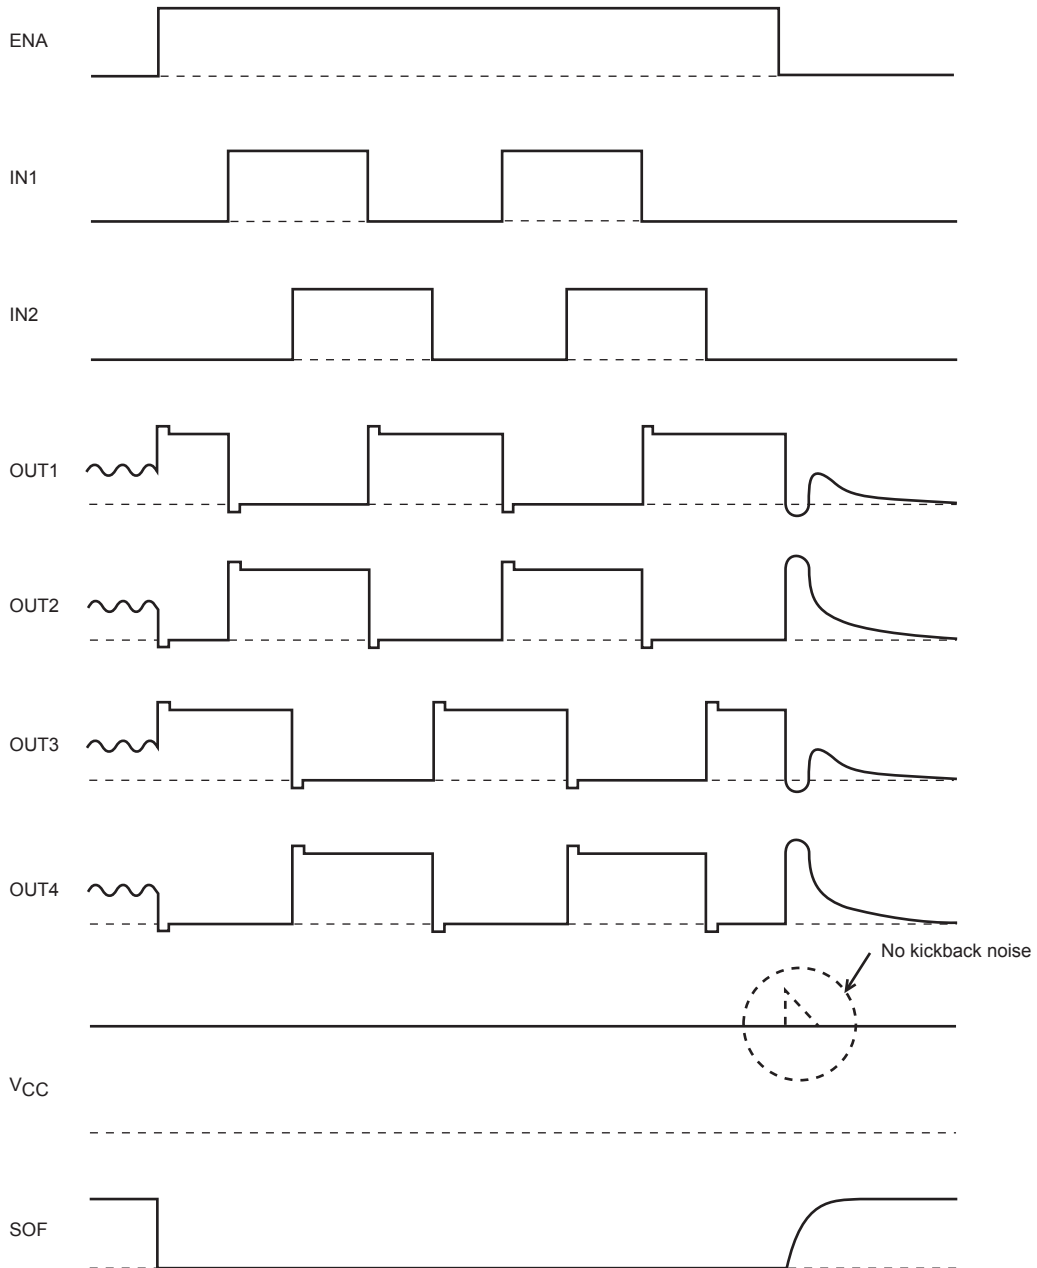 ENA
IN1
IN2
OUT1
OUT2
OUT3
OUT4
No kickback noise
VCC
SOF